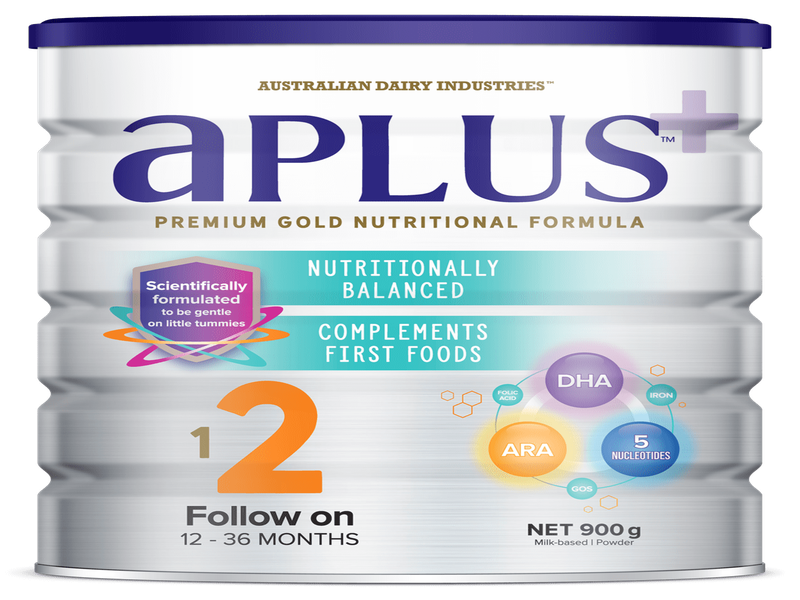 AUSTRALIAN DAIRY INDUSTRIES™
aPLUS+™
PREMIUM GOLD NUTRITIONAL FORMULA
NUTRITIONALLY
BALANCED
Scientifically
formulated
to be gentle
on little tummies
COMPLEMENTS
FIRST FOODS
1 2
Follow on
12 - 36 MONTHS
DHA
FOLIC
ACID
IRON
ARA
5
NUCLEOTIDES
GOS
NET 900 g
Milk-based | Powder